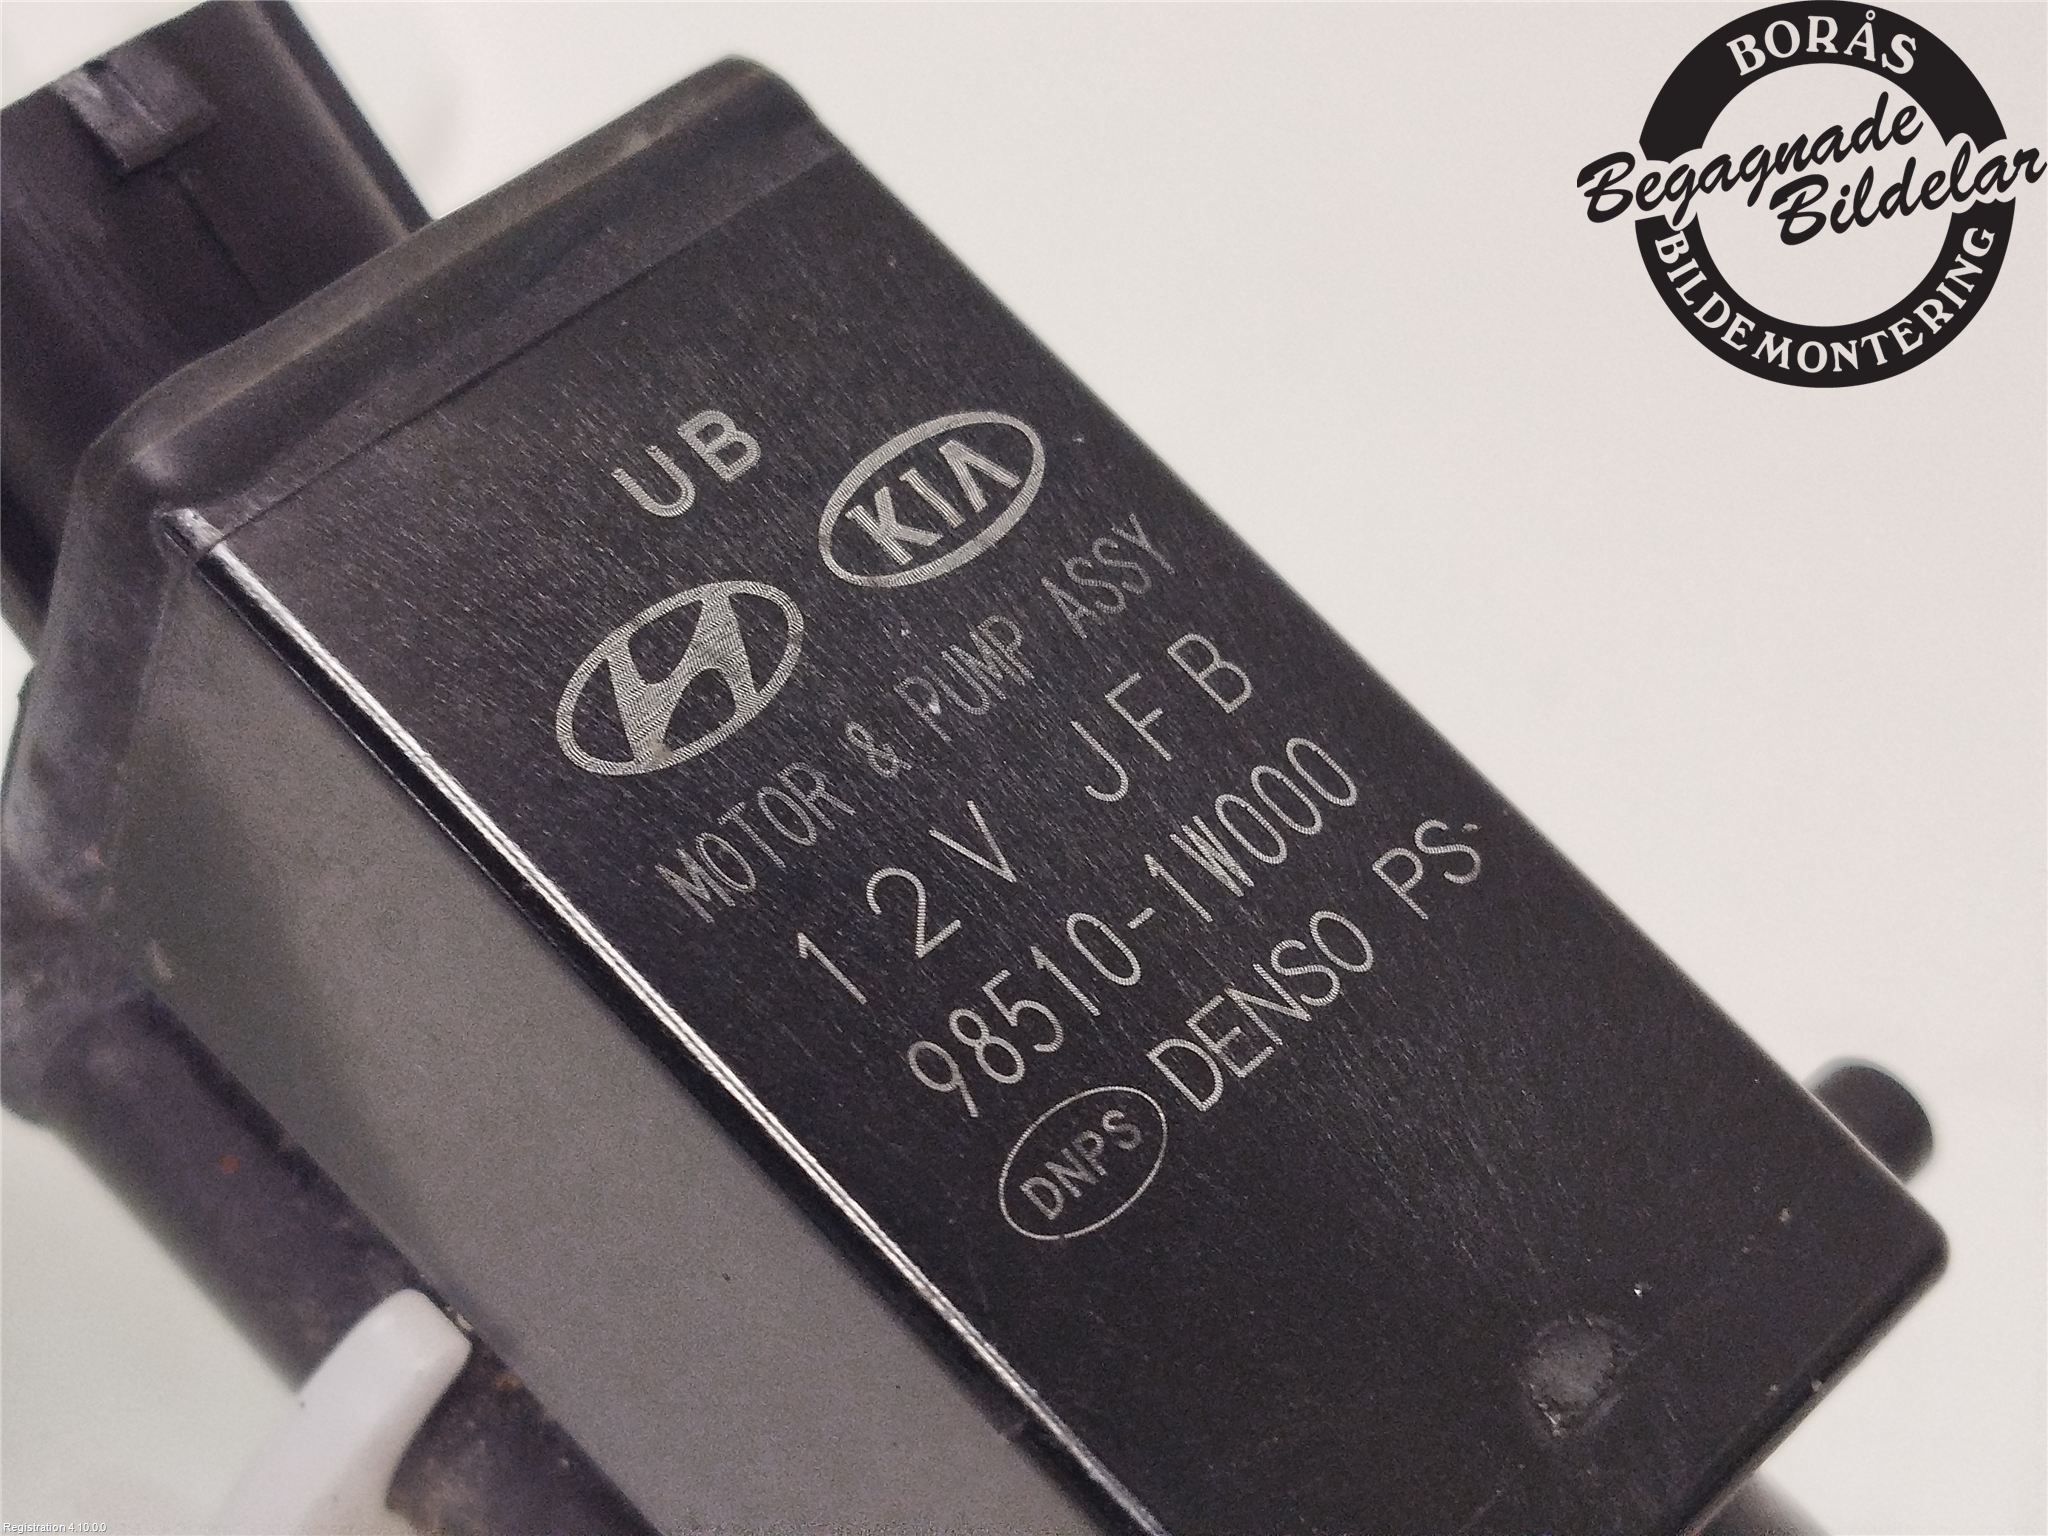 BORÅS
Begagnade
Bildelar
BILDEMONTERING
UB
KIA
MOTOR & PUMP ASSY
12V JFB
98510-1W000
DNPS DENSO PS
Registration 4.10.0.0